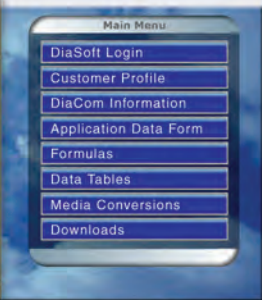 Main Menu
DiaSoft Login
Customer Profile
DiaCom Information
Application Data Form
Formulas
Data Tables
Media Conversions
Downloads